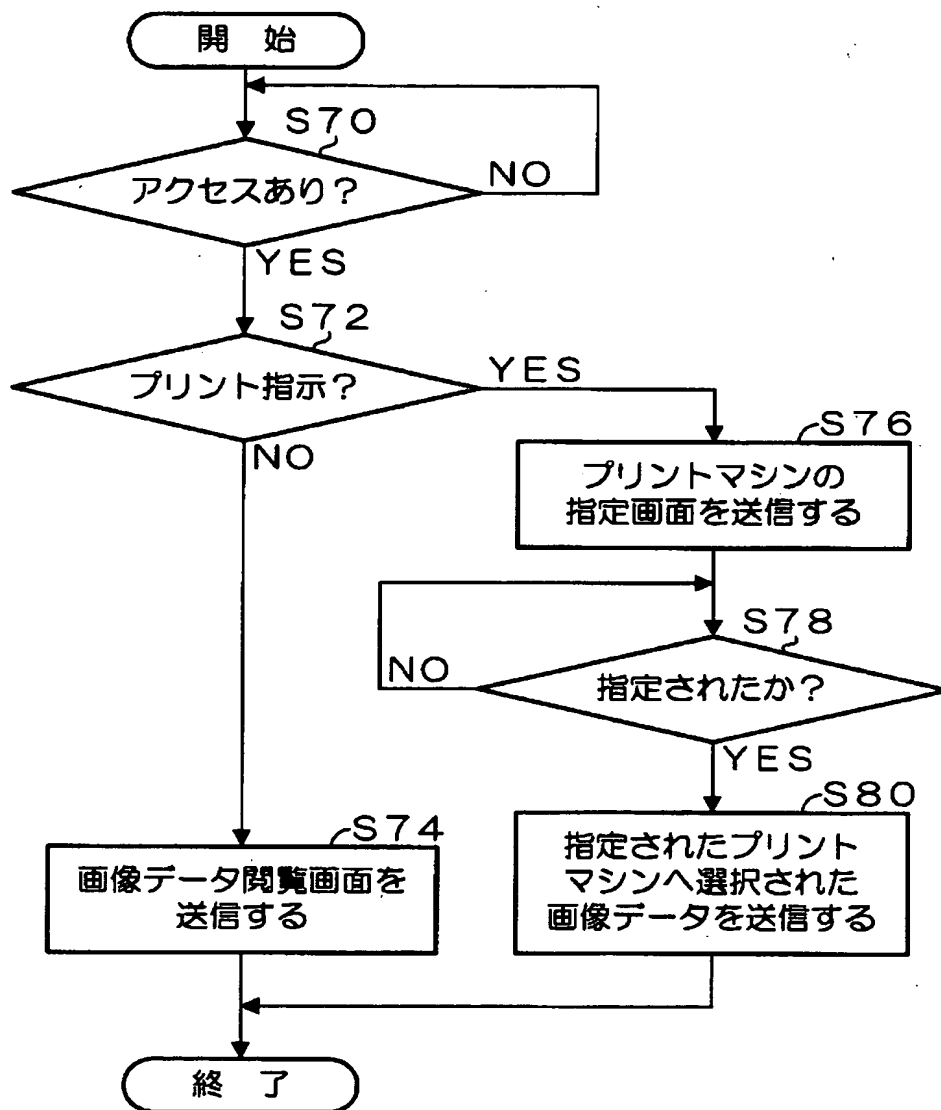 開 始
S70
アクセスあり?
NO
YES
S72
プリント指示?
YES
NO
S76
プリントマシンの
指定画面を送信する
S78
NO
指定されたか?
YES
S80
指定されたプリント
マシンへ選択された
画像データを送信する
S74
画像データ閲覧画面を
送信する
終 了